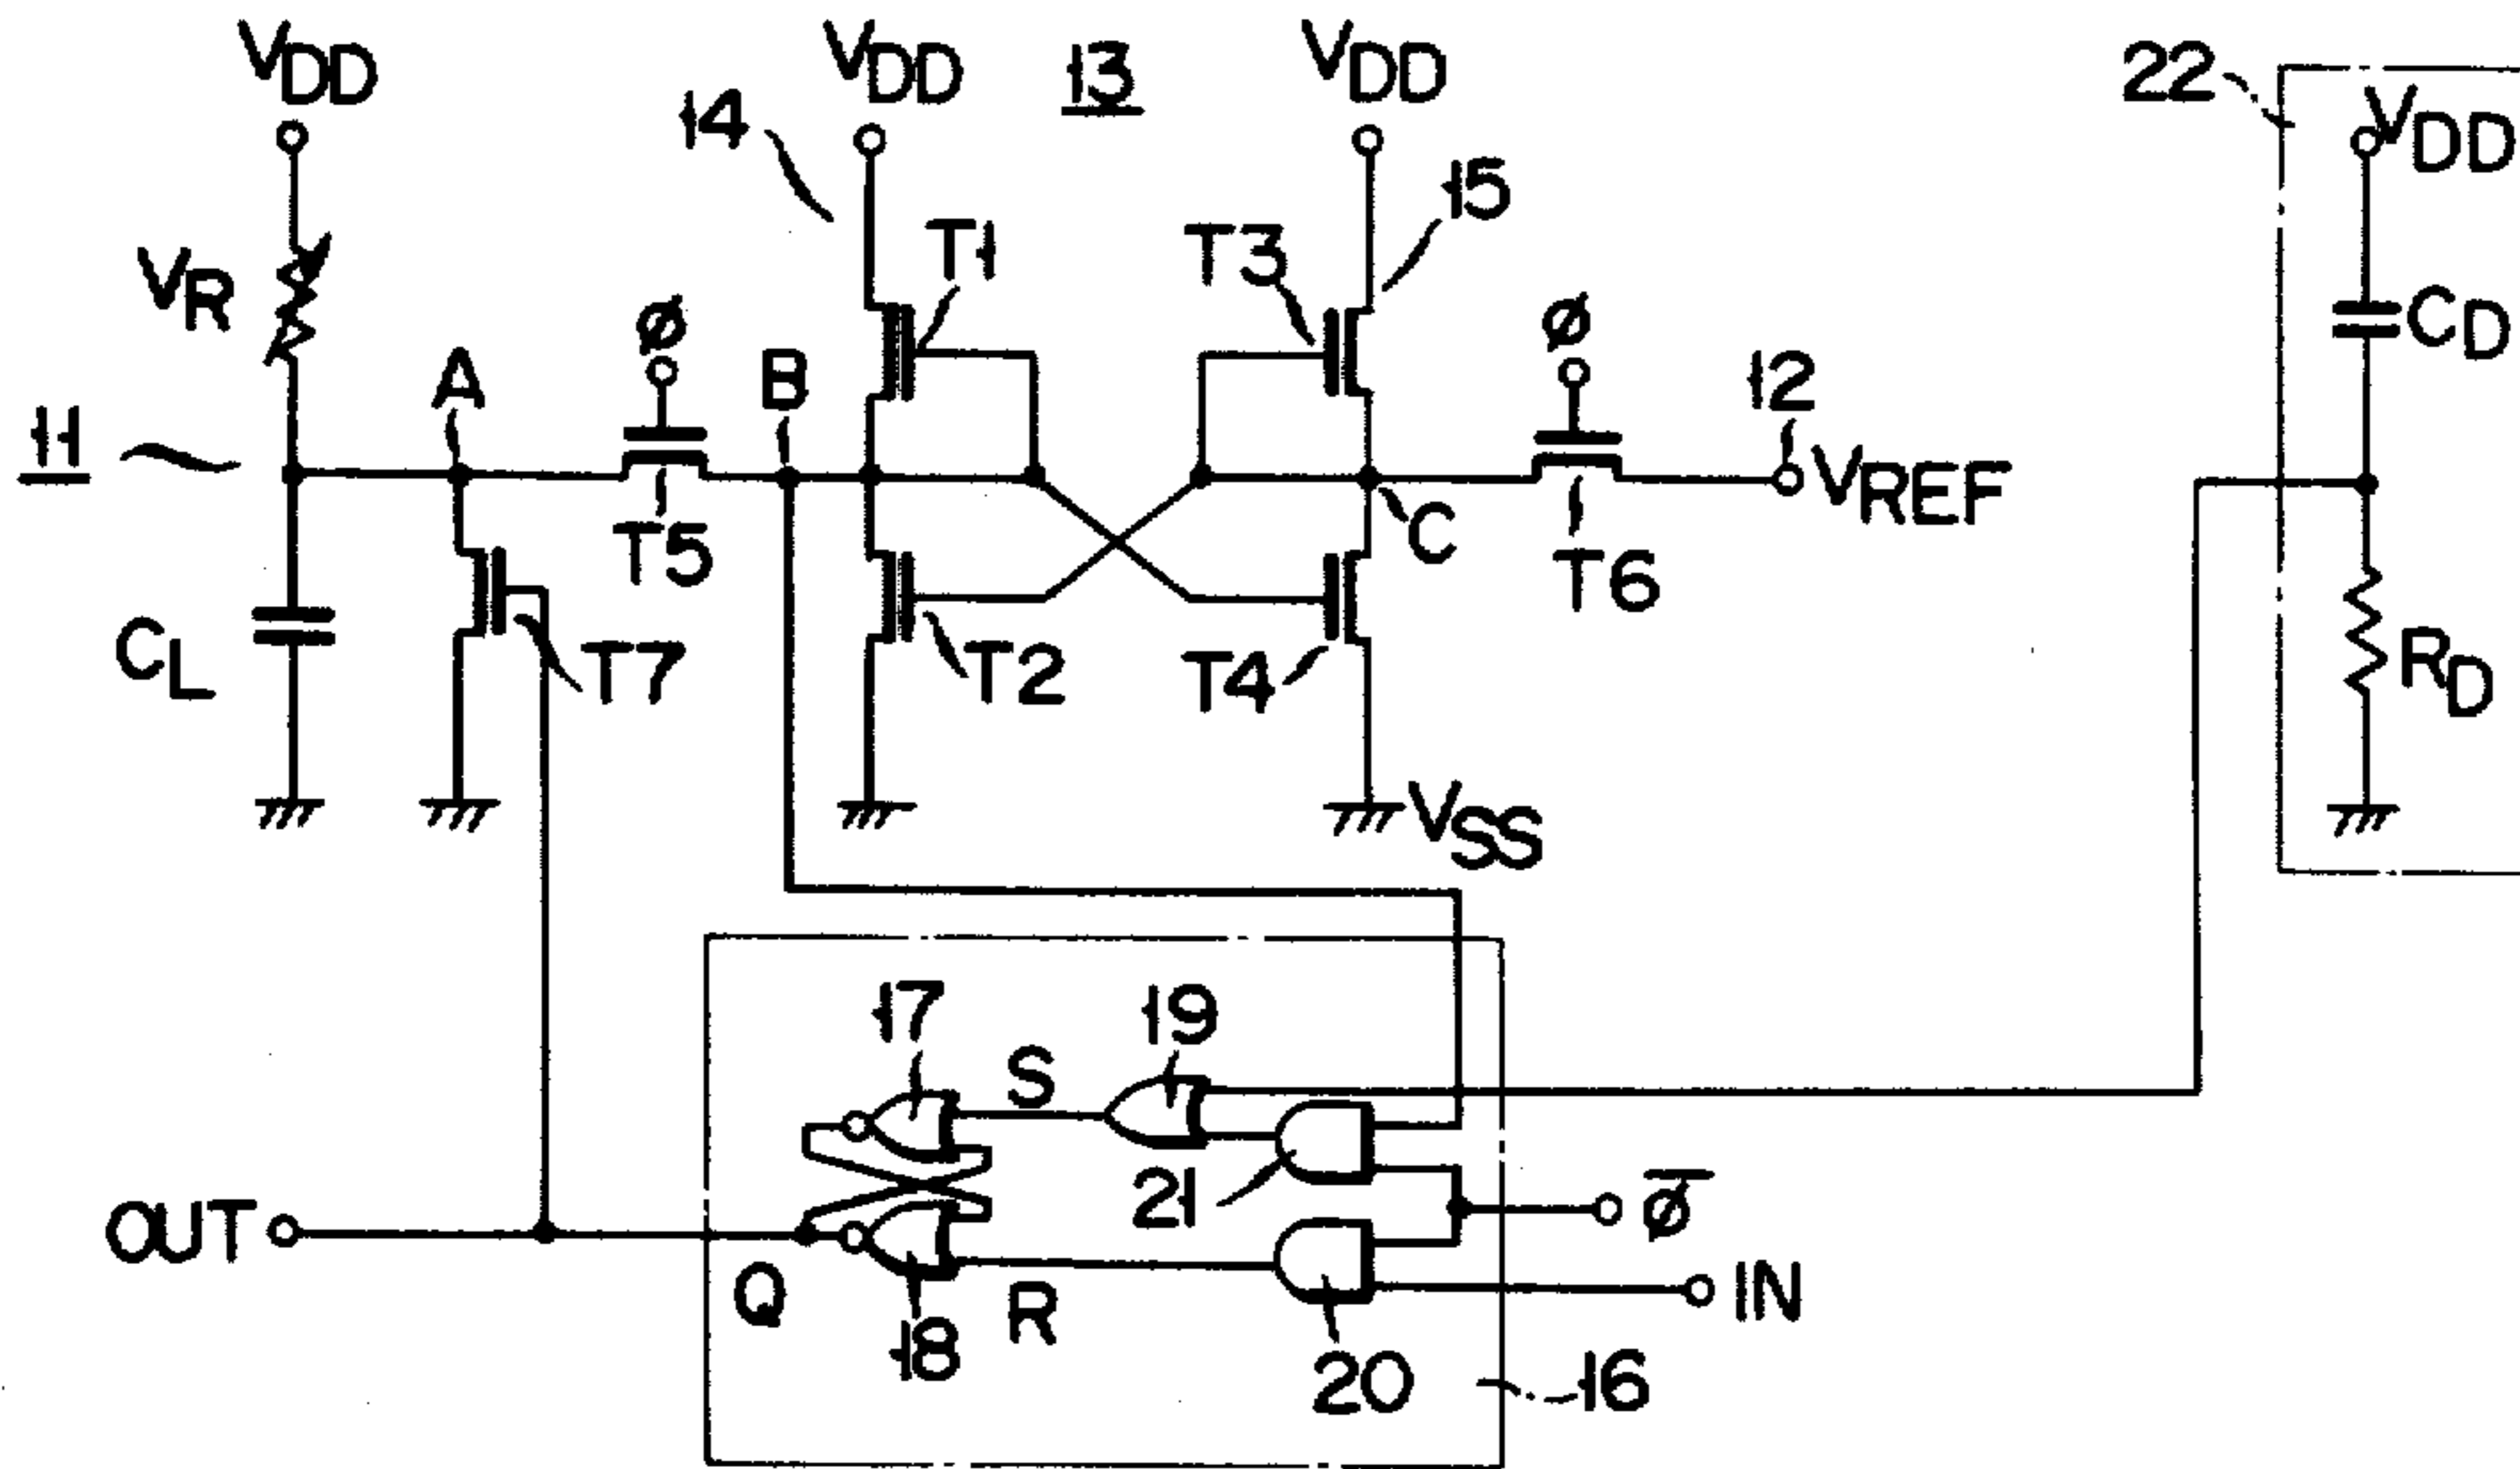 VDD
VDD
13
VDD
22
VDD
14
15
T1
T3
VR
ø
ø
CD
A
B
12
11
VREF
C
T5
T6
CL
T7
T2
T4
RD
VSS
17
19
S
21
ø̅
OUT
IN
Q
R
18
20
16